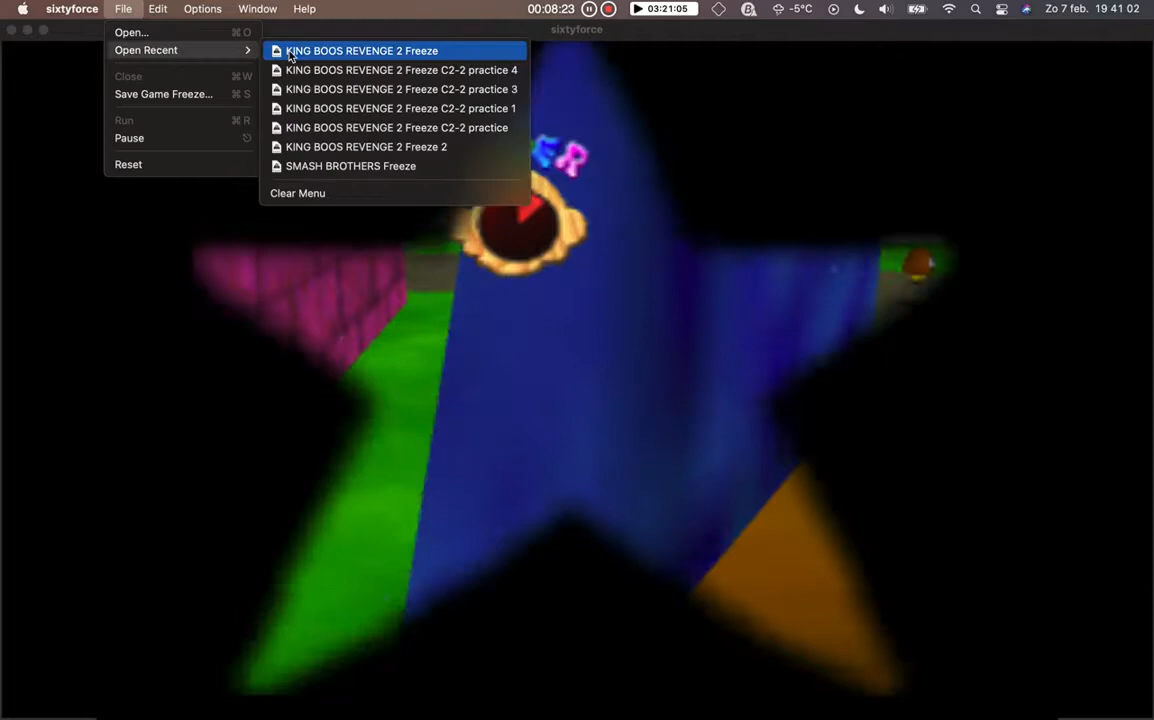 sixtyforce File Edit Options Window Help 00:08:23 03:21:05 -5°C Zo 7 feb. 19 41 02
sixtyforce
Open... ⌘O
Open Recent >
Close ⌘W
Save Game Freeze... ⌘S
Run ⌘R
Pause
Reset
KING BOOS REVENGE 2 Freeze
KING BOOS REVENGE 2 Freeze C2-2 practice 4
KING BOOS REVENGE 2 Freeze C2-2 practice 3
KING BOOS REVENGE 2 Freeze C2-2 practice 1
KING BOOS REVENGE 2 Freeze C2-2 practice
KING BOOS REVENGE 2 Freeze 2
SMASH BROTHERS Freeze
Clear Menu
ER